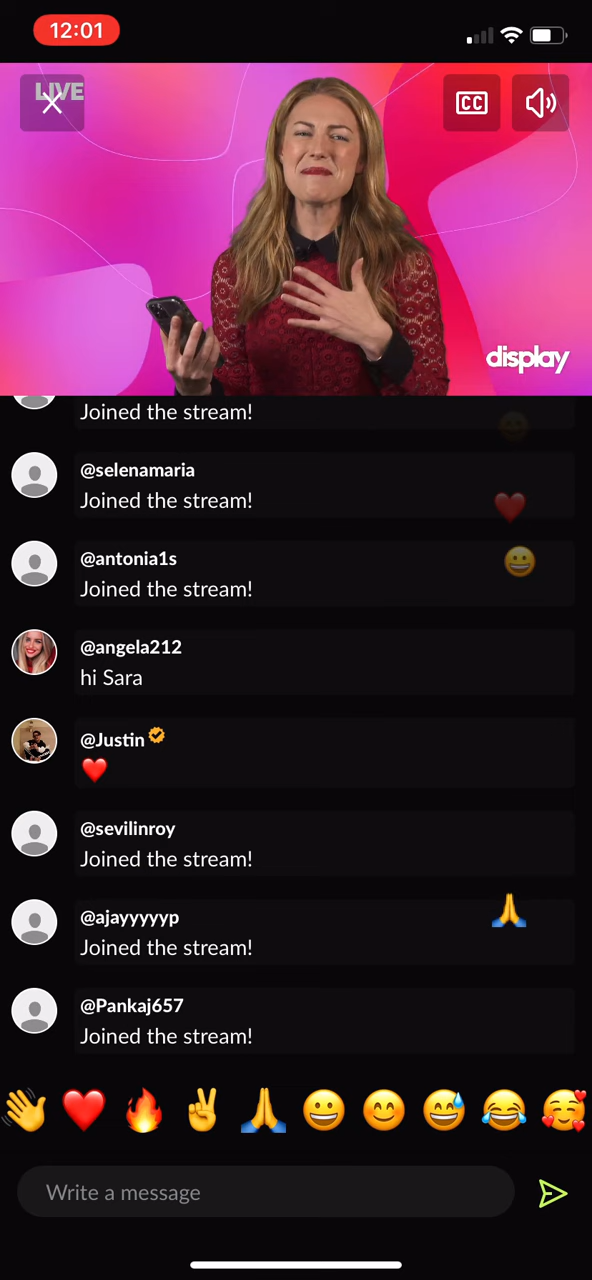 12:01
LIVE
CC
display
Joined the stream!
@selenamaria
Joined the stream!
@antonia1s
Joined the stream!
@angela212
hi Sara
@Justin
@sevilinroy
Joined the stream!
@ajayyyyyp
Joined the stream!
@Pankaj657
Joined the stream!
Write a message